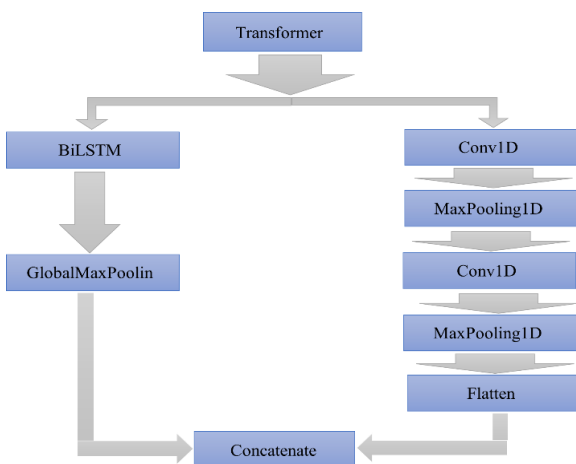 Transformer
BiLSTM
GlobalMaxPoolin
Conv1D
MaxPooling1D
Conv1D
MaxPooling1D
Flatten
Concatenate